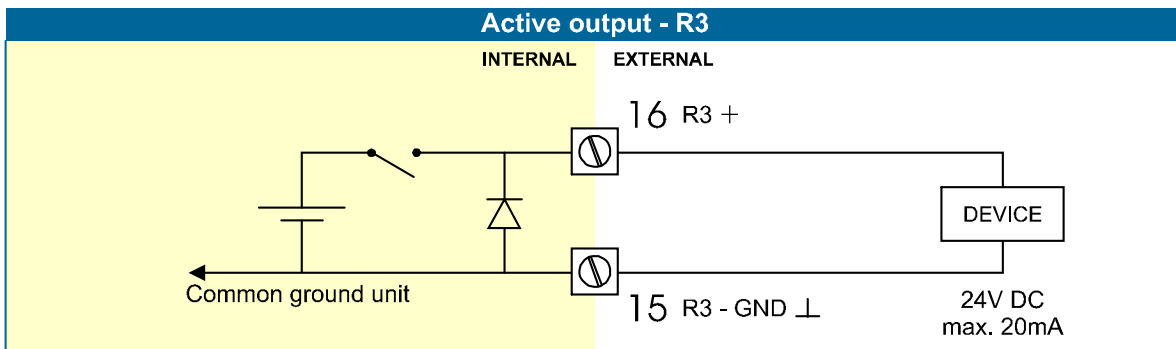 Active output - R3
INTERNAL EXTERNAL
16 R3 +
DEVICE
Common ground unit
15 R3 - GND ⊥
24V DC
max. 20mA